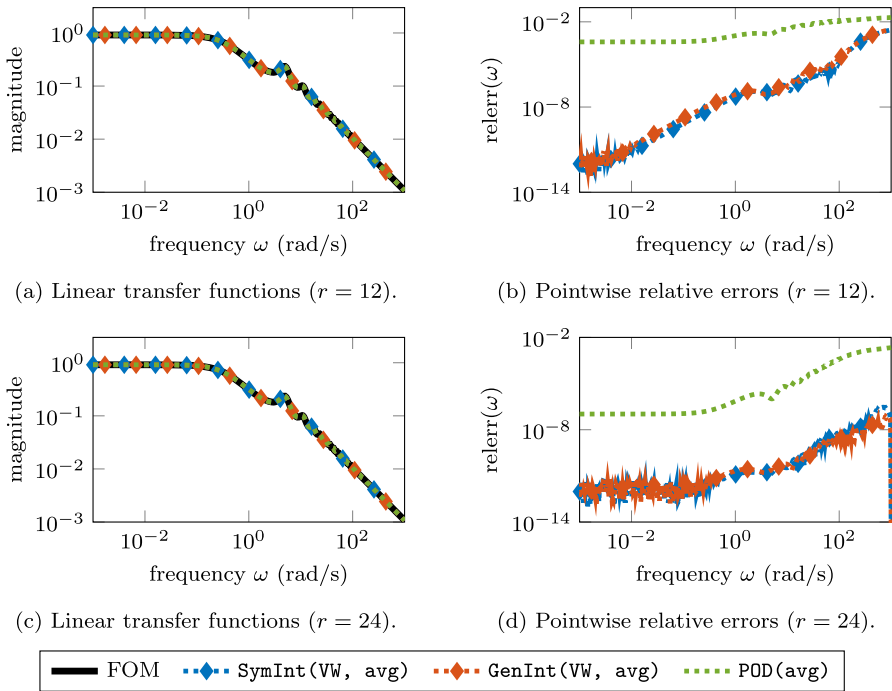 magnitude
10^0
10^{-1}
10^{-2}
10^{-3}
10^{-2} 10^0 10^2
frequency ω (rad/s)
(a) Linear transfer functions (r = 12).
relerr(ω)
10^{-2}
10^{-8}
10^{-14}
10^{-2} 10^0 10^2
frequency ω (rad/s)
(b) Pointwise relative errors (r = 12).
magnitude
10^0
10^{-1}
10^{-2}
10^{-3}
10^{-2} 10^0 10^2
frequency ω (rad/s)
(c) Linear transfer functions (r = 24).
relerr(ω)
10^{-2}
10^{-8}
10^{-14}
10^{-2} 10^0 10^2
frequency ω (rad/s)
(d) Pointwise relative errors (r = 24).
FOM SymInt(VW, avg) GenInt(VW, avg) POD(avg)